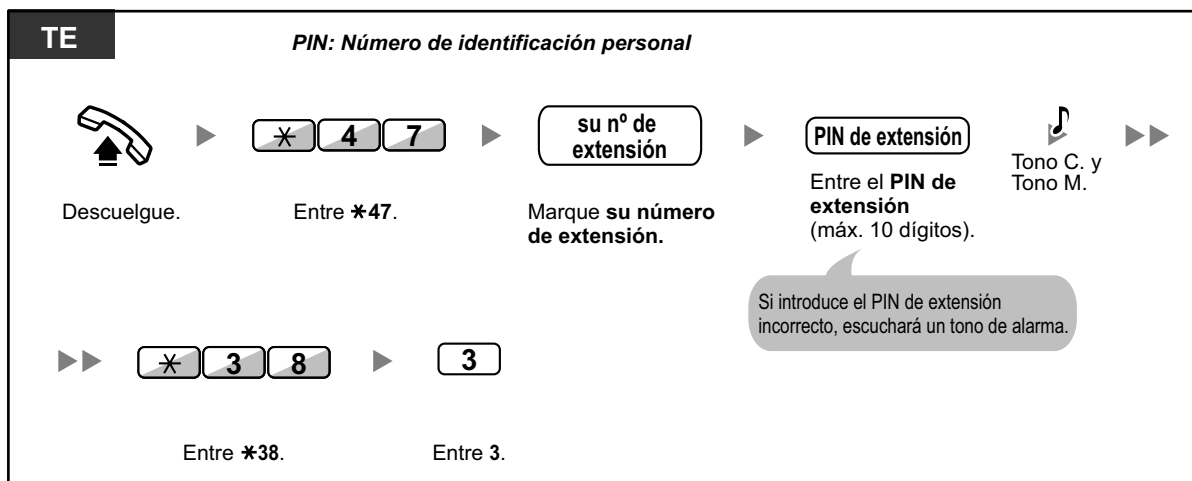 TE
PIN: Número de identificación personal
* 4 7
su nº de
extensión
PIN de extensión
Tono C. y
Tono M.
Descuelgue.
Entre *47.
Marque su número
de extensión.
Entre el PIN de
extensión
(máx. 10 dígitos).
Si introduce el PIN de extensión
incorrecto, escuchará un tono de alarma.
* 3 8
3
Entre *38.
Entre 3.